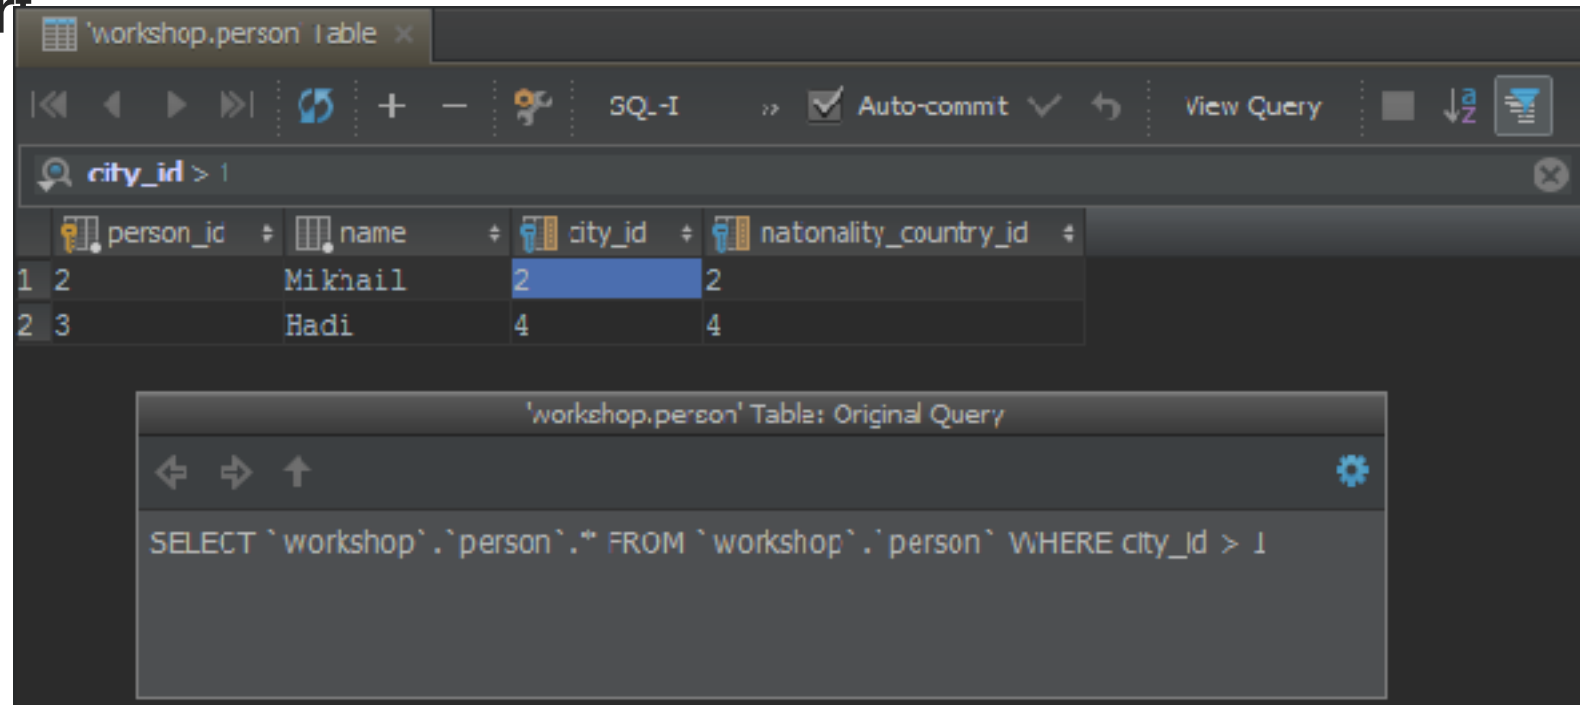 rt
'workshop.person' Table
SQL-I » Auto-commit View Query
city_id > 1
person_id name city_id nationality_country_id
1 2 Mikhail 2 2
2 3 Hadi 4 4
'workshop.person' Table: Original Query
SELECT `workshop`.`person`.* FROM `workshop`.`person` WHERE city_id > 1